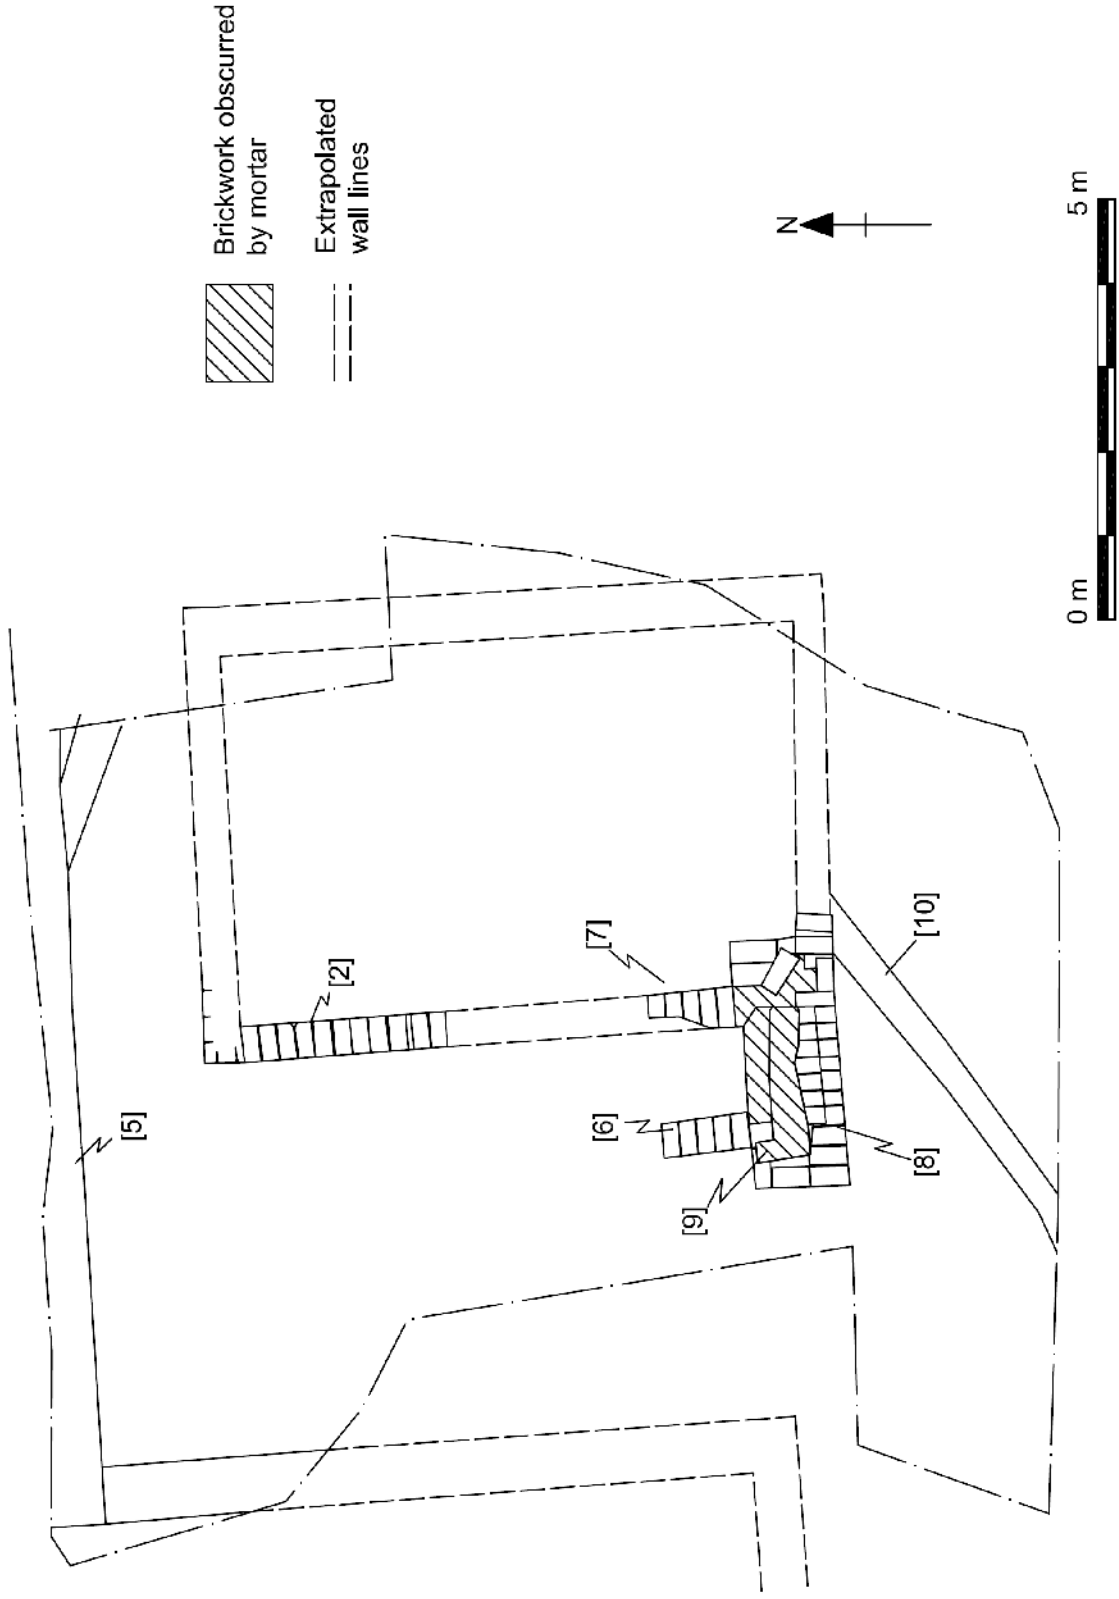 Brickwork obscurred
by mortar
Extrapolated
wall lines
N
0 m
5 m
[2]
[5]
[7]
[6]
[9]
[8]
[10]